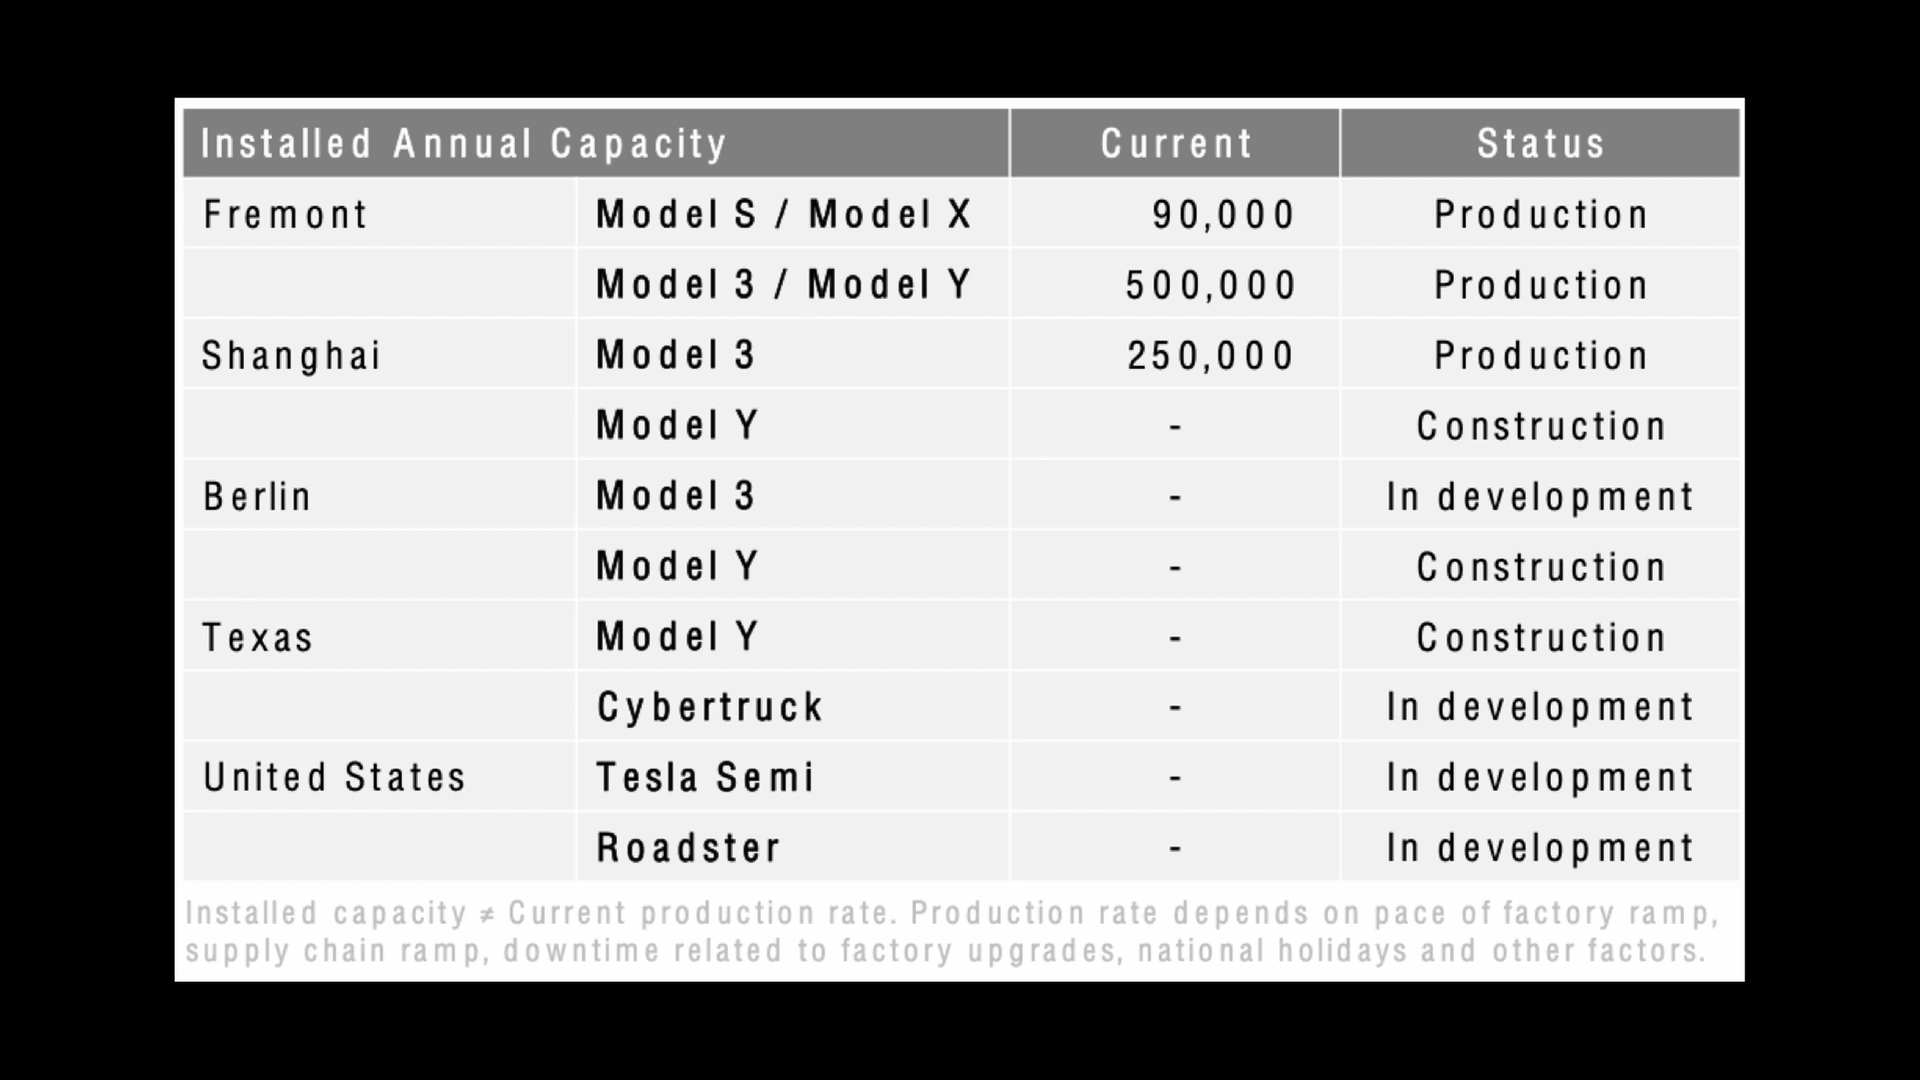 Installed Annual Capacity Current Status
Fremont Model S / Model X 90,000 Production
Model 3 / Model Y 500,000 Production
Shanghai Model 3 250,000 Production
Model Y - Construction
Berlin Model 3 - In development
Model Y - Construction
Texas Model Y - Construction
Cybertruck - In development
United States Tesla Semi - In development
Roadster - In development
Installed capacity ≠ Current production rate. Production rate depends on pace of factory ramp,
supply chain ramp, downtime related to factory upgrades, national holidays and other factors.